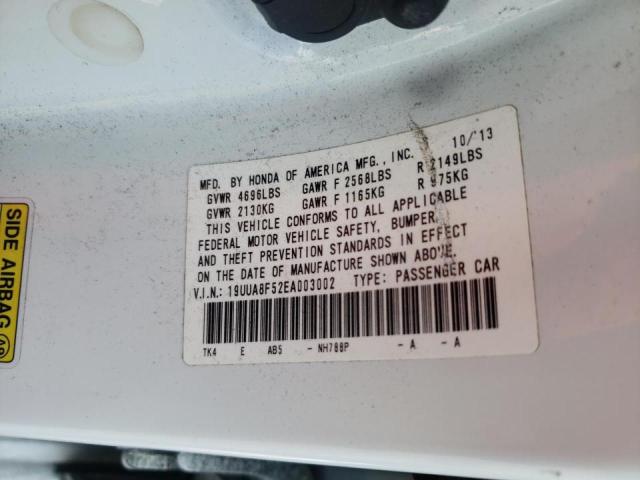 MFD. BY HONDA OF AMERICA MFG., INC. 10/'13
GVWR 4696LBS GAWR F 2568LBS R 2149LBS
GVWR 2130KG GAWR F 1165KG R 975KG
THIS VEHICLE CONFORMS TO ALL APPLICABLE
FEDERAL MOTOR VEHICLE SAFETY, BUMPER,
AND THEFT PREVENTION STANDARDS IN EFFECT
ON THE DATE OF MANUFACTURE SHOWN ABOVE.
V.I.N.: 19UUA8F52EA003002 TYPE: PASSENGER CAR
TK4 E AB5 - NH788P - A - A
SIDE AIRBAG